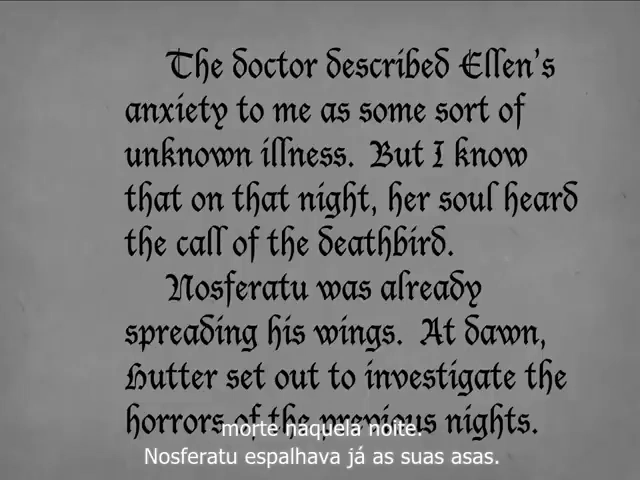 The doctor described Ellen's
anxiety to me as some sort of
unknown illness. But I know
that on that night, her soul heard
the call of the deathbird.
Nosferatu was already
spreading his wings. At dawn,
Hutter set out to investigate the
horrors of the previous nights.
morte naquela noite.
Nosferatu espalhava já as suas asas.